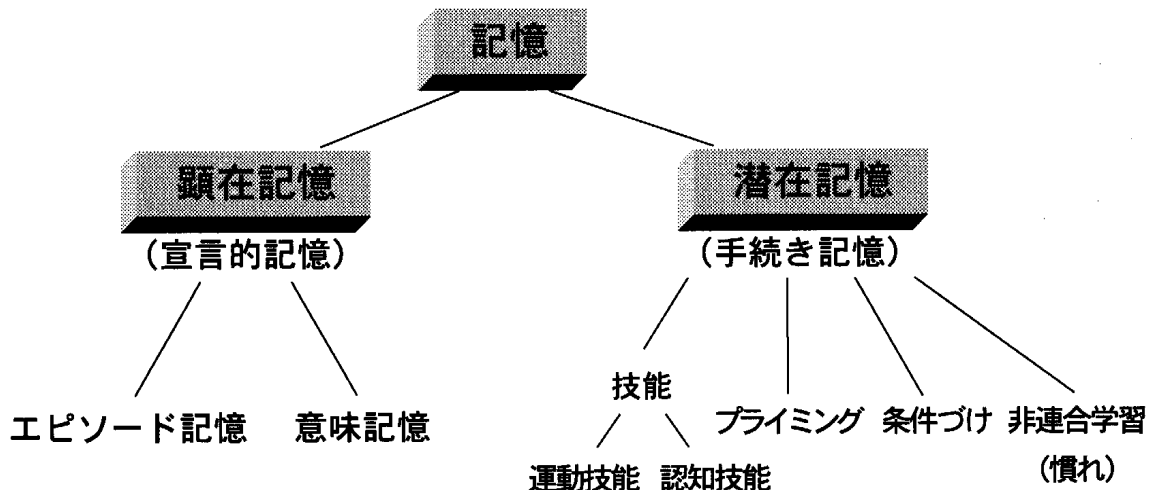 記憶
顕在記憶
(宣言的記憶)
潜在記憶
(手続き記憶)
エピソード記憶
意味記憶
技能
運動技能
認知技能
プライミング
条件づけ
非連合学習
(慣れ)